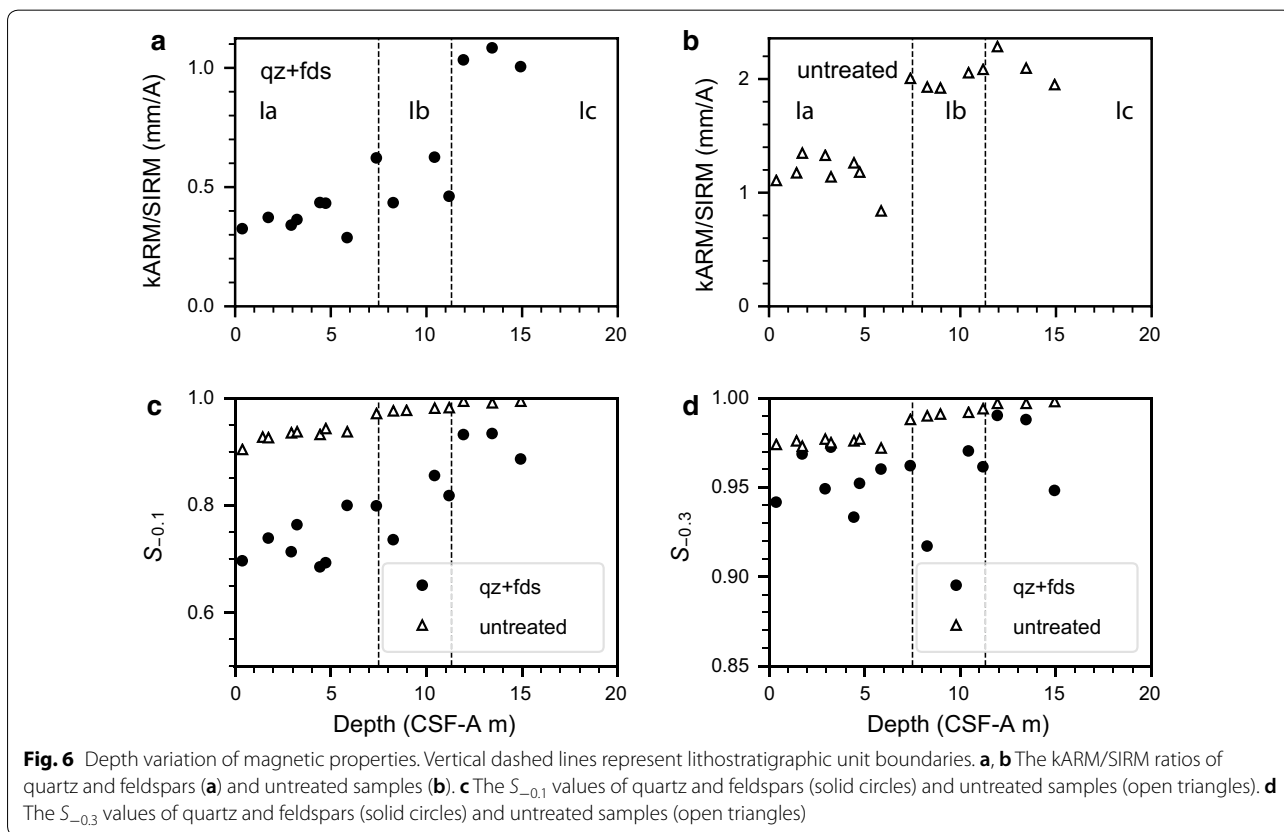 a
qz+fds
Ia
Ib
Ic
kARM/SIRM (mm/A)
1.0
0.5
0.0
0 5 10 15 20
b
untreated
Ia
Ib
Ic
kARM/SIRM (mm/A)
2
1
0
0 5 10 15 20
c
S−0.1
1.0
0.8
0.6
qz+fds
untreated
0 5 10 15 20
Depth (CSF-A m)
d
S−0.3
1.00
0.95
0.90
0.85
qz+fds
untreated
0 5 10 15 20
Depth (CSF-A m)
Fig. 6 Depth variation of magnetic properties. Vertical dashed lines represent lithostratigraphic unit boundaries. a, b The kARM/SIRM ratios of
quartz and feldspars (a) and untreated samples (b). c The S−0.1 values of quartz and feldspars (solid circles) and untreated samples (open triangles). d
The S−0.3 values of quartz and feldspars (solid circles) and untreated samples (open triangles)